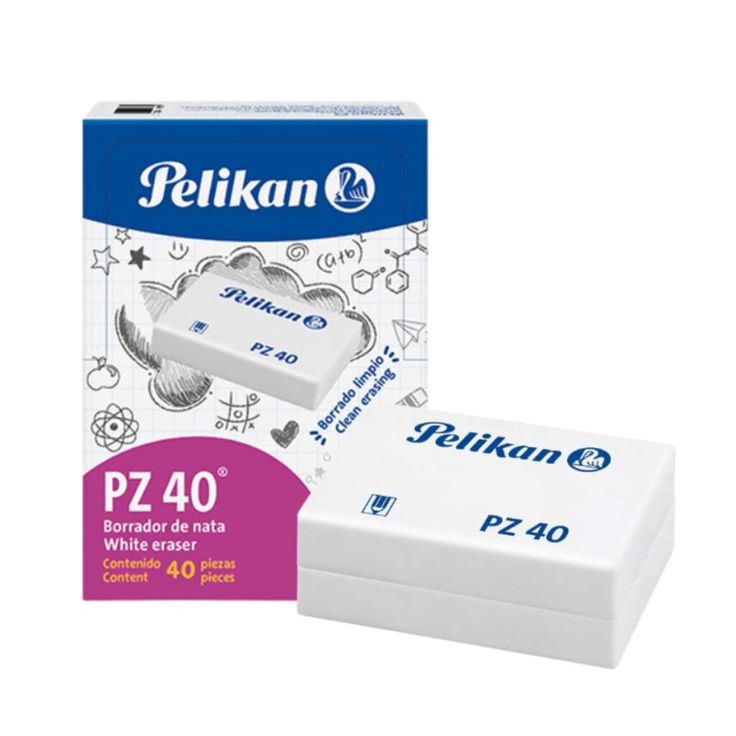 Pelikan
(a+b)²
Pelikan
PZ 40
Borrado limpio
Clean erasing
PZ 40®
Borrador de nata
White eraser
Contenido 40 piezas
Content pieces
Pelikan
PZ 40